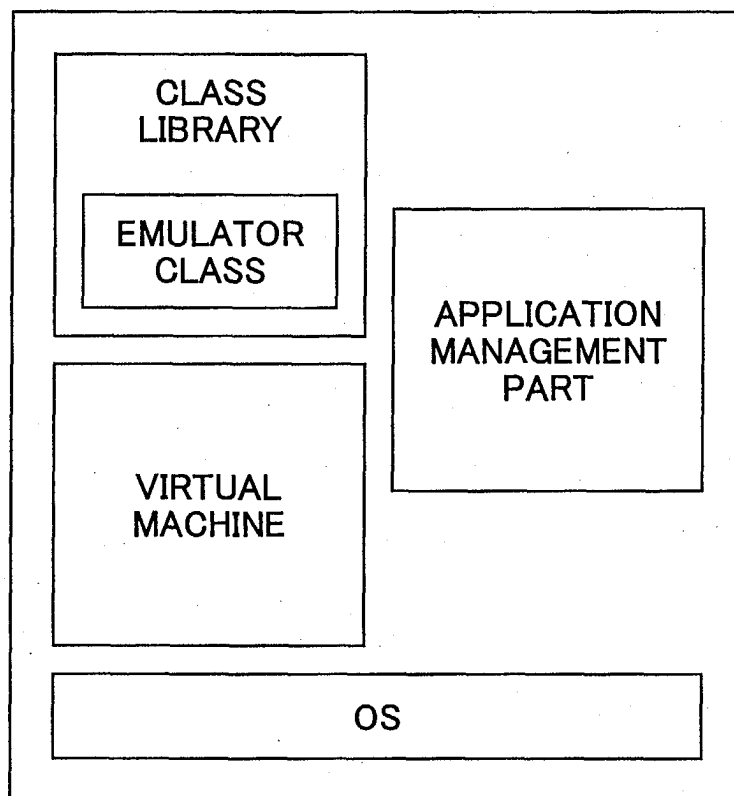 CLASS
LIBRARY
EMULATOR
CLASS
APPLICATION
MANAGEMENT
PART
VIRTUAL
MACHINE
OS